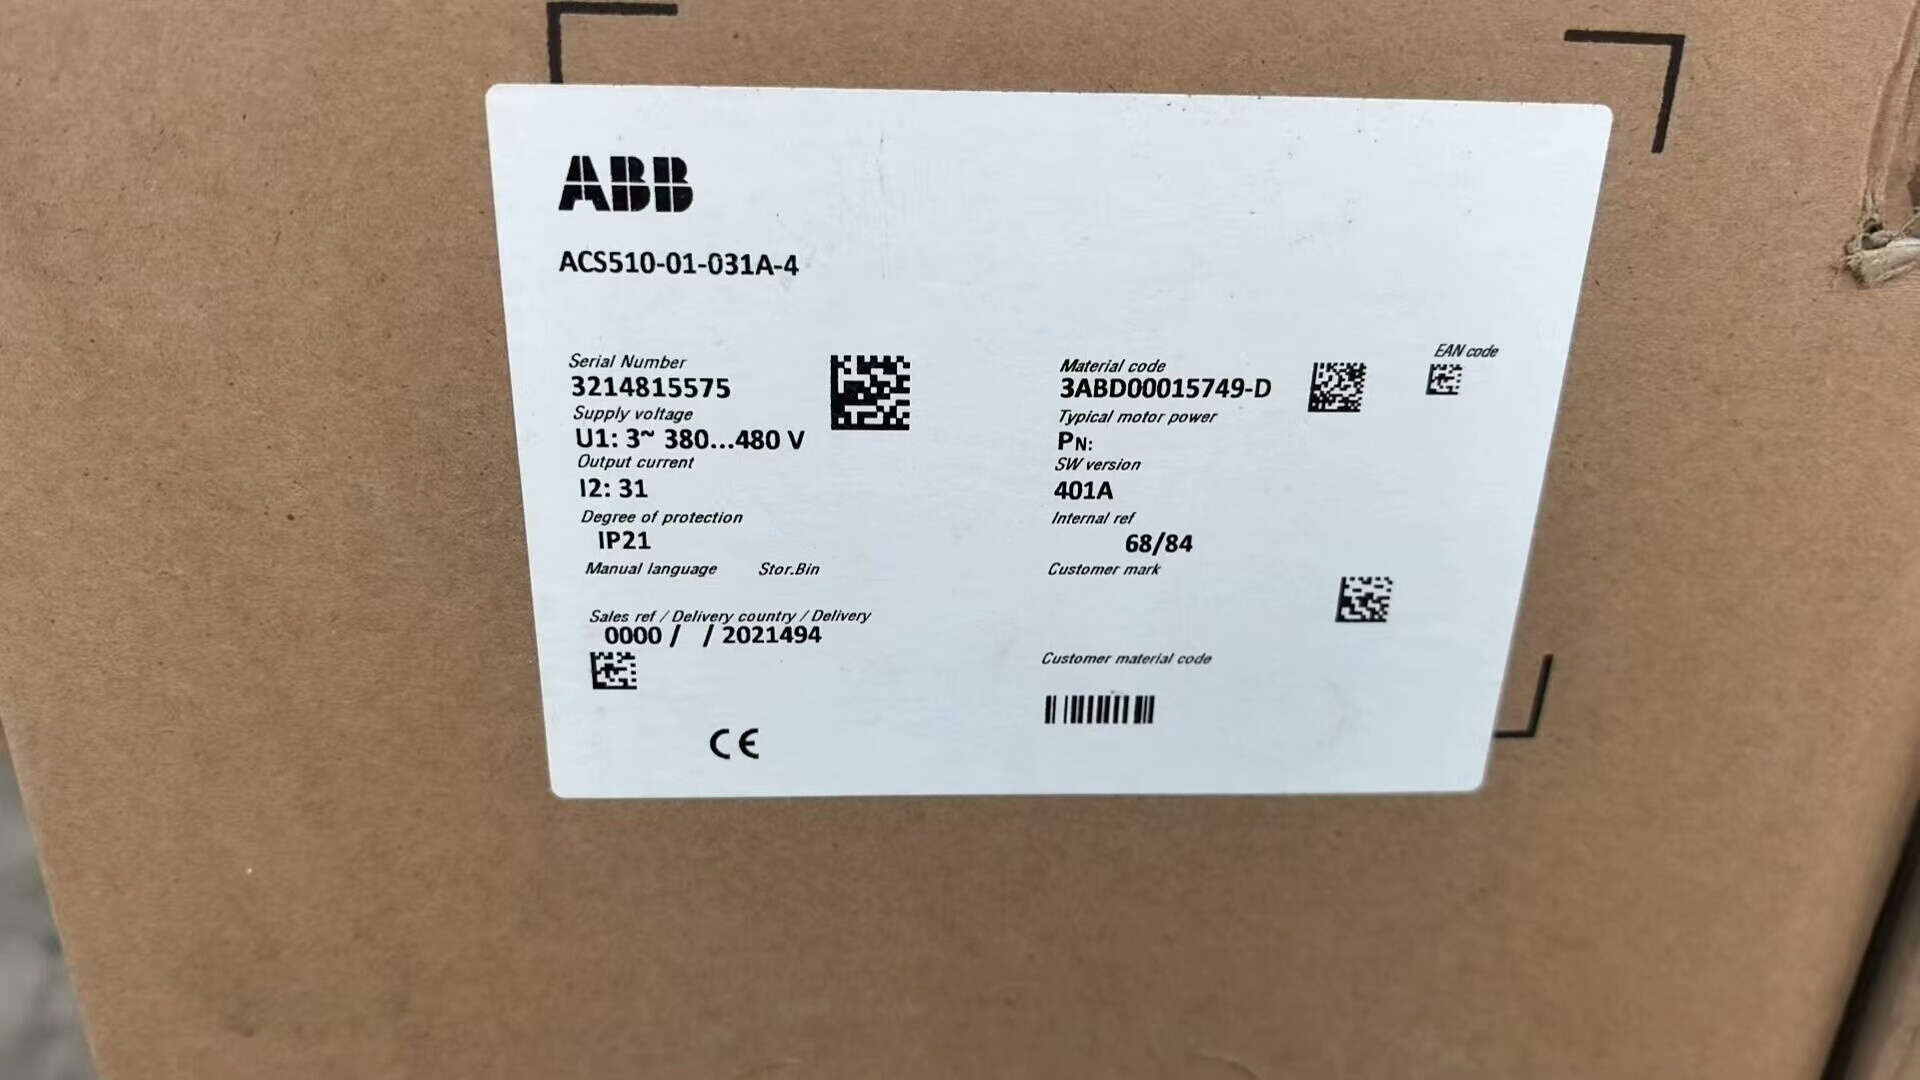 ABB
ACS510-01-031A-4
Serial Number
3214815575
Supply voltage
U1: 3~ 380...480 V
Output current
I2: 31
Degree of protection
IP21
Manual language Stor.Bin
Sales ref / Delivery country / Delivery
0000 / / 2021494
CE
Material code
3ABD00015749-D
Typical motor power
PN:
SW version
401A
Internal ref
68/84
Customer mark
Customer material code
EAN code